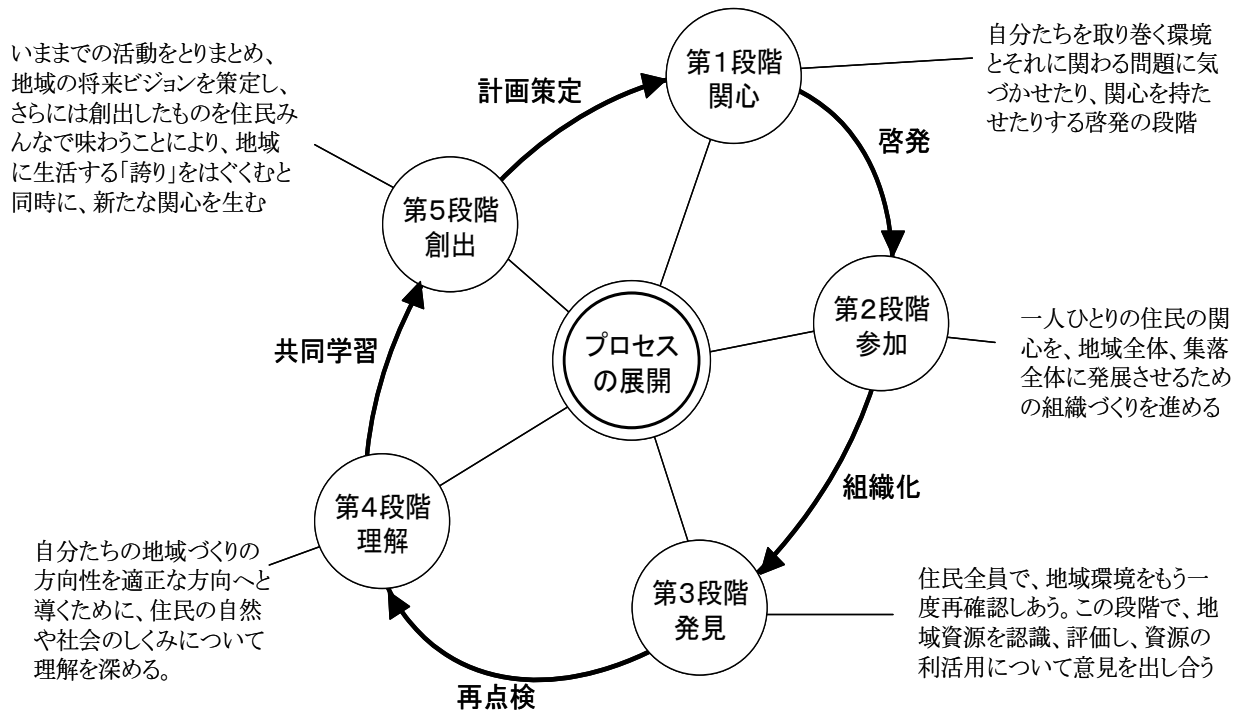 いままでの活動をとりまとめ、
地域の将来ビジョンを策定し、
さらには創出したものを住民み
んなで味わうことにより、地域
に生活する「誇り」をはぐくむと
同時に、新たな関心を生む
計画策定
第1段階
関心
自分たちを取り巻く環境
とそれに関わる問題に気
づかせたり、関心を持た
せたりする啓発の段階
啓発
第5段階
創出
第2段階
参加
一人ひとりの住民の関
心を、地域全体、集落
全体に発展させるため
の組織づくりを進める
プロセス
の展開
共同学習
組織化
第4段階
理解
自分たちの地域づくりの
方向性を適正な方向へと
導くために、住民の自然
や社会のしくみについて
理解を深める。
第3段階
発見
住民全員で、地域環境をもう一
度再確認しあう。この段階で、地
域資源を認識、評価し、資源の
利活用について意見を出し合う
再点検